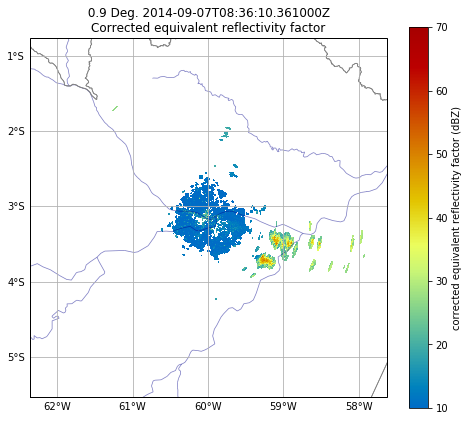 0.9 Deg. 2014-09-07T08:36:10.361000Z
Corrected equivalent reflectivity factor
1°S
2°S
3°S
4°S
5°S
62°W 61°W 60°W 59°W 58°W
70
60
50
40
30
20
10
corrected equivalent reflectivity factor (dBZ)